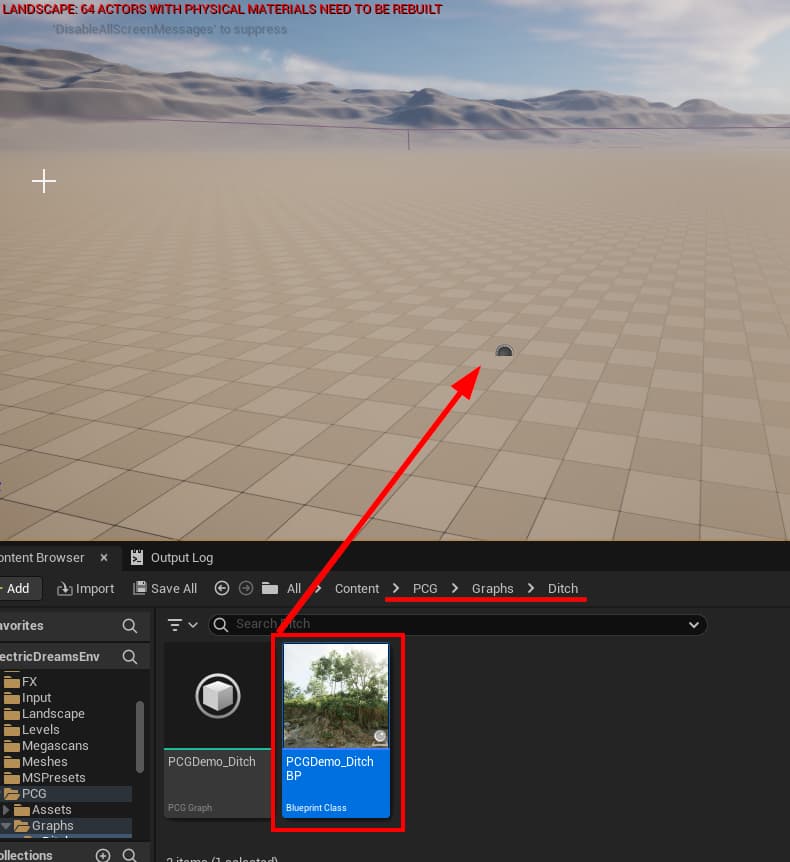 LANDSCAPE: 64 ACTORS WITH PHYSICAL MATERIALS NEED TO BE REBUILT
'DisableAllScreenMessages' to suppress
ontent Browser × Output Log
Add Import Save All All > Content > PCG > Graphs > Ditch
avorites
Search Ditch
ectricDreamsEnv
FX
Input
Landscape
Levels
Megascans
Meshes
MSPresets
PCG
Assets
Graphs
PCGDemo_Ditch
PCG Graph
PCGDemo_Ditch
BP
Blueprint Class
ollections
2 items (1 selected)